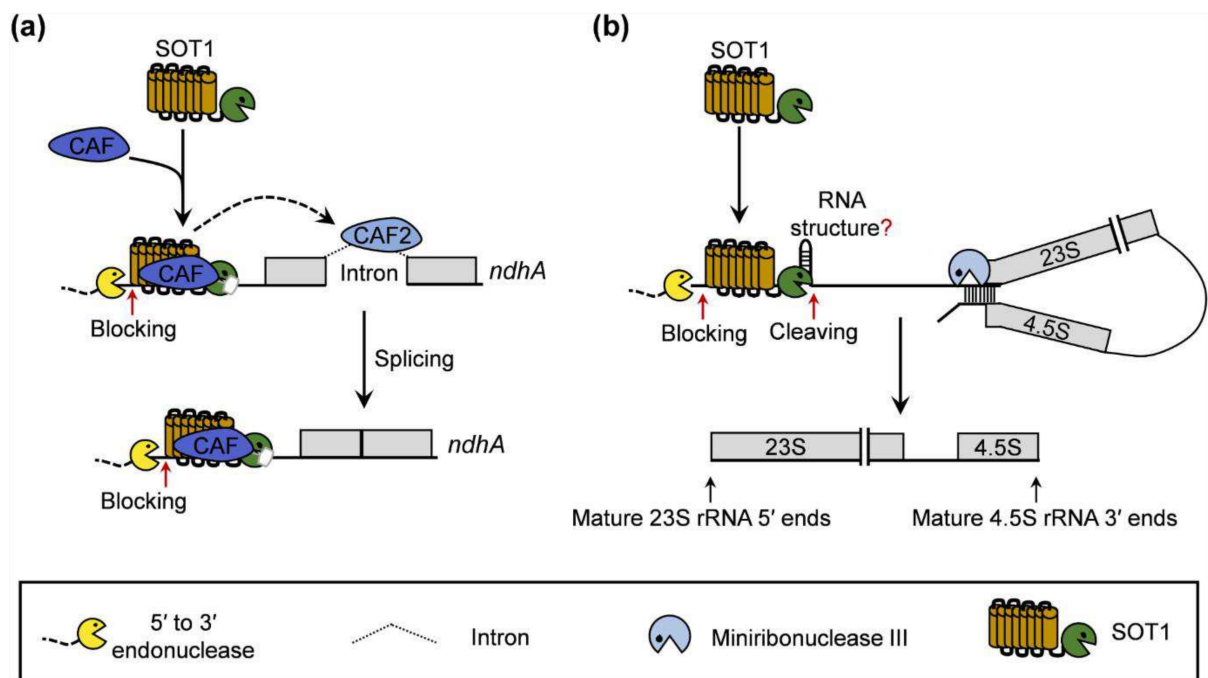 (a)
SOT1
CAF
CAF2
CAF
Intron
ndhA
Blocking
Splicing
CAF
ndhA
Blocking
(b)
SOT1
RNA
structure?
23S
4.5S
Blocking
Cleaving
23S
4.5S
Mature 23S rRNA 5′ ends
Mature 4.5S rRNA 3′ ends
5′ to 3′
endonuclease
Intron
Miniribonuclease III
SOT1